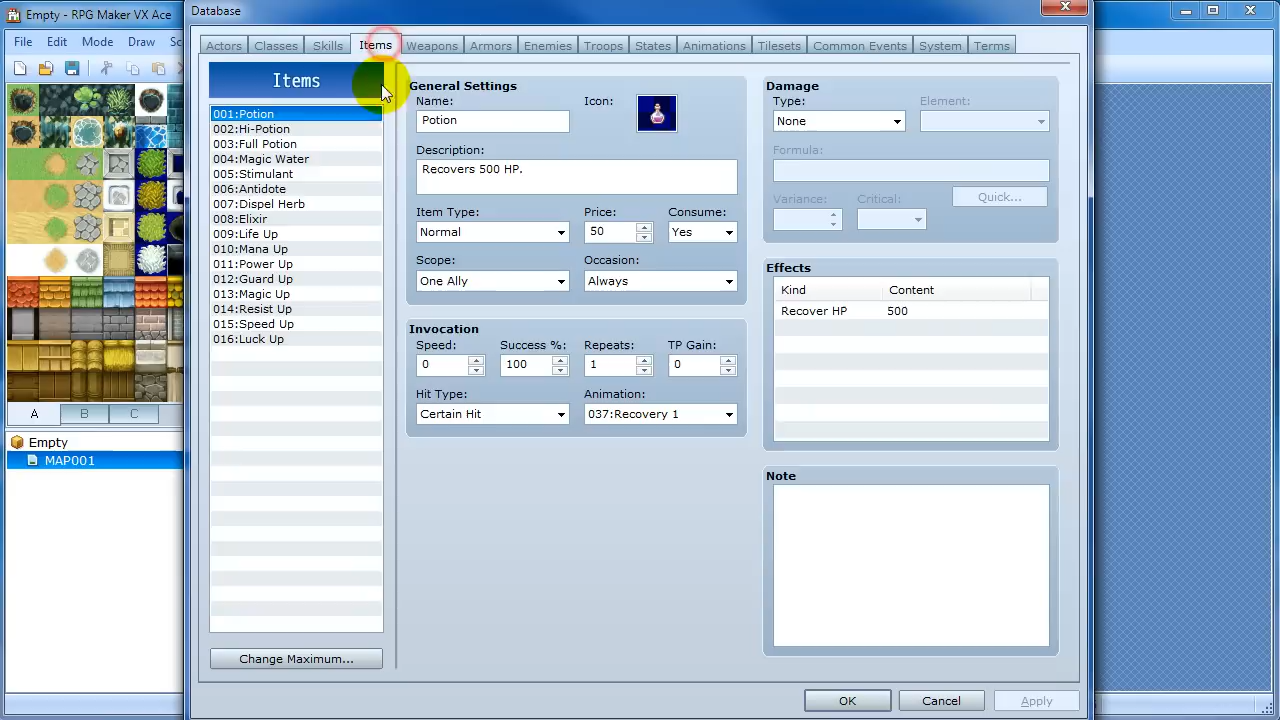 Empty - RPG Maker VX Ace
Database
File Edit Mode Draw Sc
Actors Classes Skills Items Weapons Armors Enemies Troops States Animations Tilesets Common Events System Terms
Items
001:Potion
002:Hi-Potion
003:Full Potion
004:Magic Water
005:Stimulant
006:Antidote
007:Dispel Herb
008:Elixir
009:Life Up
010:Mana Up
011:Power Up
012:Guard Up
013:Magic Up
014:Resist Up
015:Speed Up
016:Luck Up
Change Maximum...
General Settings
Name: Icon:
Potion
Description:
Recovers 500 HP.
Item Type: Price: Consume:
Normal 50 Yes
Scope: Occasion:
One Ally Always
Invocation
Speed: Success %: Repeats: TP Gain:
0 100 1 0
Hit Type: Animation:
Certain Hit 037:Recovery 1
Damage
Type: Element:
None
Formula:
Variance: Critical: Quick...
Effects
Kind Content
Recover HP 500
Note
A B C
Empty
MAP001
OK Cancel Apply